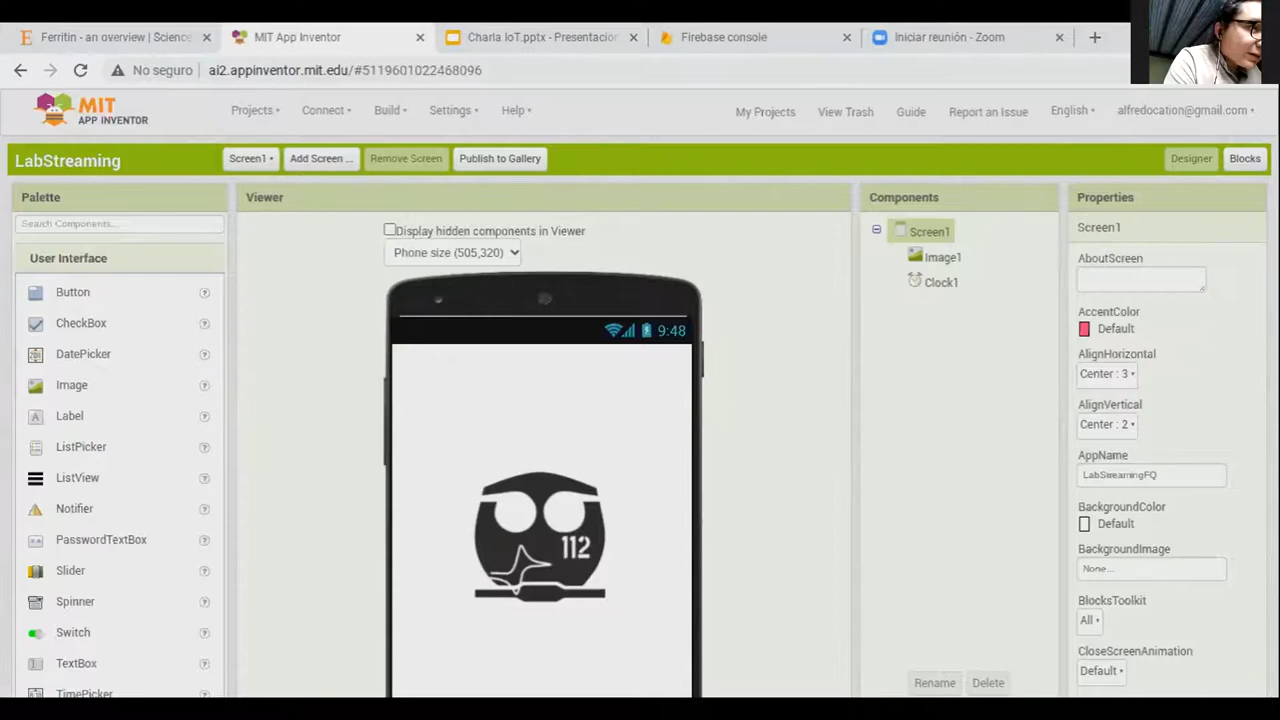 Ferritin - an overview | Science
MIT App Inventor
Charla IoT.pptx - Presentacion
Firebase console
Iniciar reunión - Zoom
No seguro
ai2.appinventor.mit.edu/#5119601022468096
MIT
APP INVENTOR
Projects
Connect
Build
Settings
Help
My Projects
View Trash
Guide
Report an Issue
English
alfredocation@gmail.com
LabStreaming
Screen1
Add Screen ...
Remove Screen
Publish to Gallery
Designer
Blocks
Palette
Search Components...
User Interface
Button
CheckBox
DatePicker
Image
Label
ListPicker
ListView
Notifier
PasswordTextBox
Slider
Spinner
Switch
TextBox
TimePicker
Viewer
Display hidden components in Viewer
Phone size (505,320)
9:48
112
Components
Screen1
Image1
Clock1
Rename
Delete
Properties
Screen1
AboutScreen
AccentColor
Default
AlignHorizontal
Center : 3
AlignVertical
Center : 2
AppName
LabStreamingFQ
BackgroundColor
Default
BackgroundImage
None...
BlocksToolkit
All
CloseScreenAnimation
Default